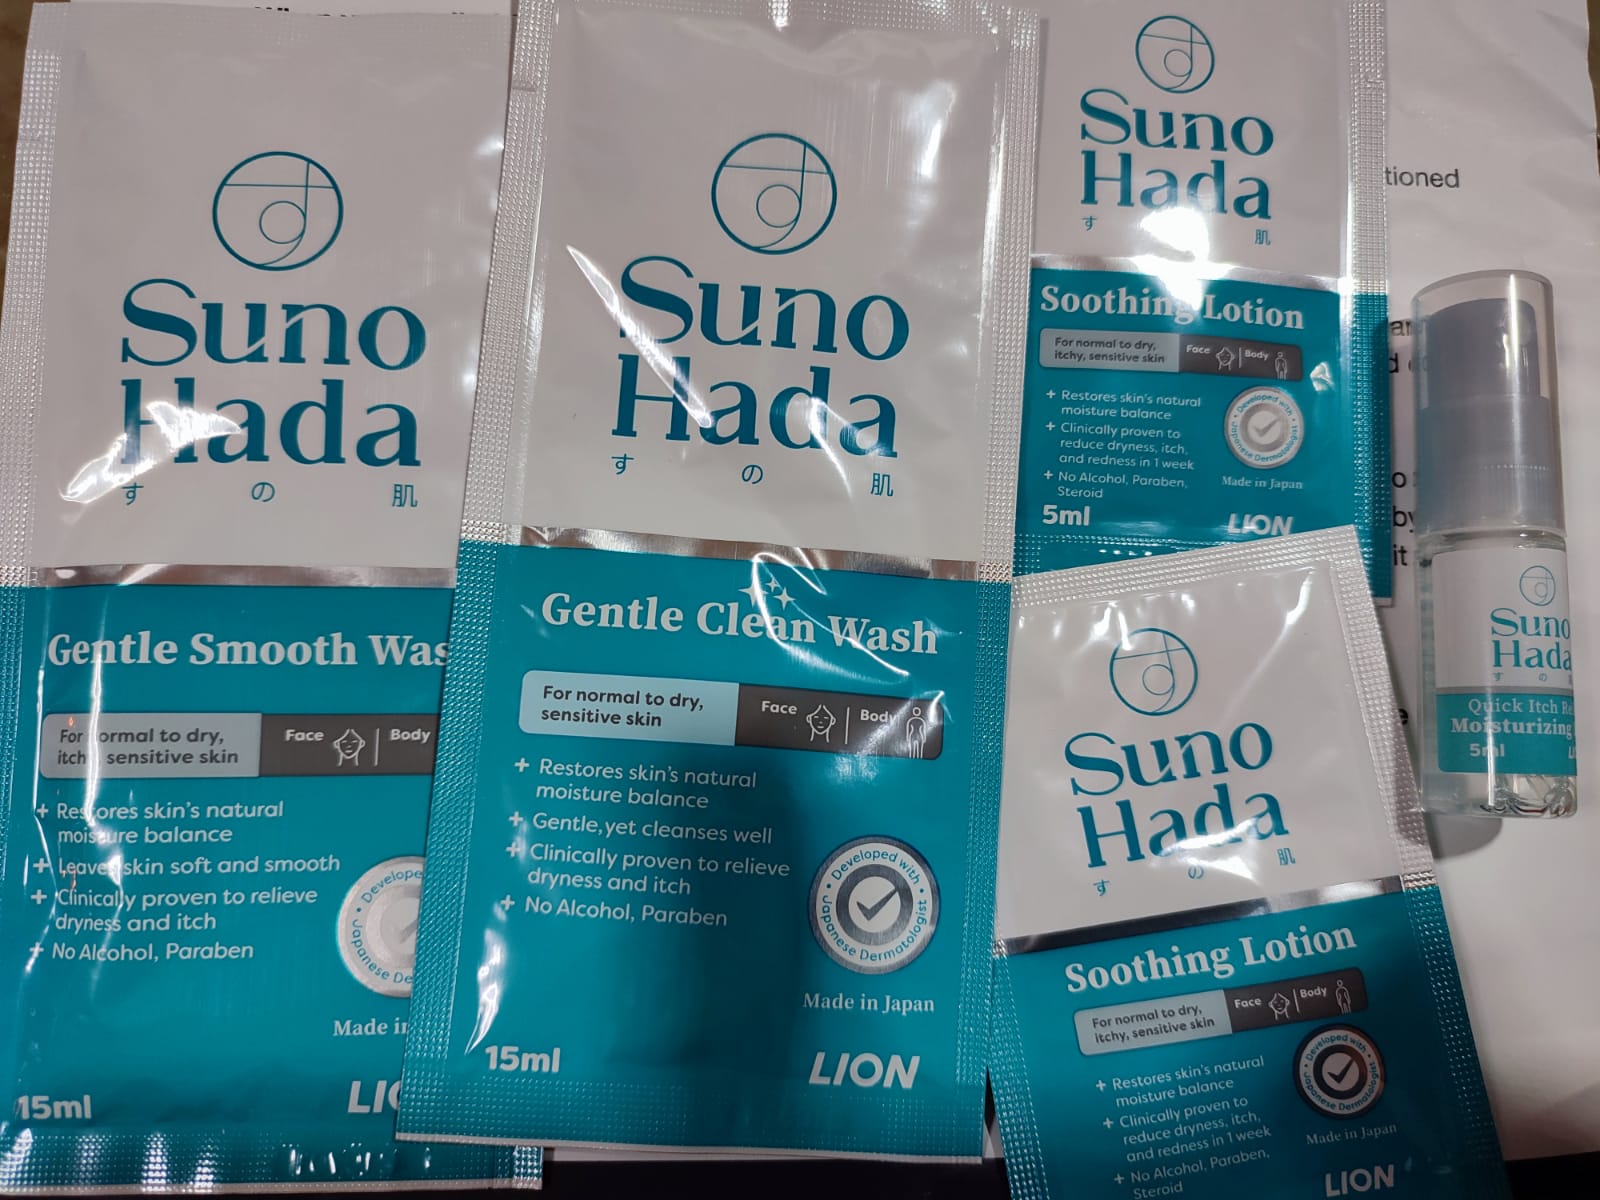 Suno
Hada
す の 肌
Gentle Smooth Was
For normal to dry,
itchy, sensitive skin
Face
Body
+ Restores skin's natural
moisture balance
+ Leaves skin soft and smooth
+ Clinically proven to relieve
dryness and itch
+ No Alcohol, Paraben
Japanese De
Made in
15ml
Suno
Hada
す の 肌
Gentle Clean Wash
For normal to dry,
sensitive skin
Face
Body
+ Restores skin's natural
moisture balance
+ Gentle, yet cleanses well
+ Clinically proven to relieve
dryness and itch
+ No Alcohol, Paraben
Developed with
Japanese Dermatologist
Made in Japan
15ml
LION
Suno
Hada
す 肌
Soothing Lotion
For normal to dry,
itchy, sensitive skin
Face
Body
+ Restores skin's natural
moisture balance
+ Clinically proven to
reduce dryness, itch,
and redness in 1 week
+ No Alcohol, Paraben,
Steroid
Developed with
Japanese Dermatologist
Made in Japan
5ml
LION
Suno
Hada
す の 肌
Soothing Lotion
For normal to dry,
itchy, sensitive skin
Face
Body
+ Restores skin's natural
moisture balance
+ Clinically proven to
reduce dryness, itch,
and redness in 1 week
+ No Alcohol, Paraben,
Steroid
Developed with
Japanese Dermatologist
Made in Japan
LION
tioned
by
it
Suno
Hada
す の
Quick Itch Re
Moisturizing
5ml